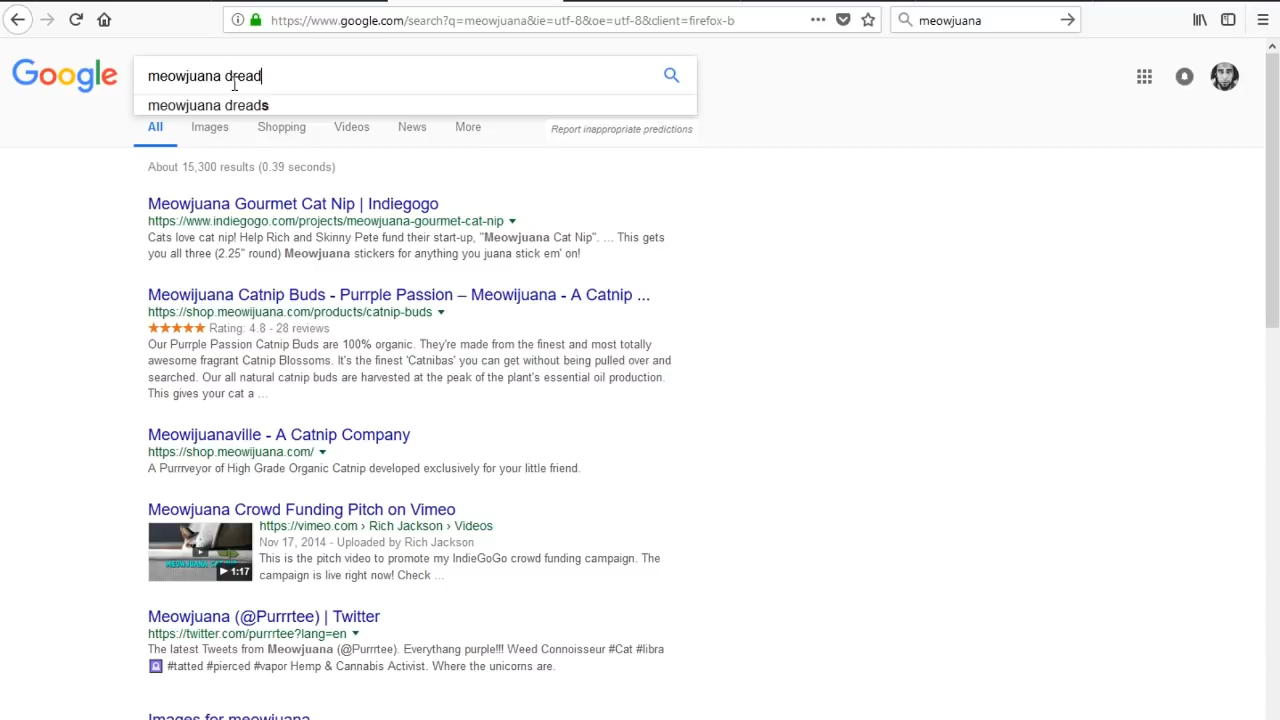 https://www.google.com/search?q=meowjuana&ie=utf-8&oe=utf-8&client=firefox-b
meowjuana
Google
meowjuana dread
meowjuana dreads
All Images Shopping Videos News More
Report inappropriate predictions
About 15,300 results (0.39 seconds)
Meowjuana Gourmet Cat Nip | Indiegogo
https://www.indiegogo.com/projects/meowjuana-gourmet-cat-nip
Cats love cat nip! Help Rich and Skinny Pete fund their start-up, "Meowjuana Cat Nip". ... This gets
you all three (2.25" round) Meowjuana stickers for anything you juana stick em' on!
Meowijuana Catnip Buds - Purrple Passion – Meowijuana - A Catnip ...
https://shop.meowijuana.com/products/catnip-buds
Rating: 4.8 - 28 reviews
Our Purrple Passion Catnip Buds are 100% organic. They're made from the finest and most totally
awesome fragrant Catnip Blossoms. It's the finest 'Catnibas' you can get without being pulled over and
searched. Our all natural catnip buds are harvested at the peak of the plant's essential oil production.
This gives your cat a ...
Meowijuanaville - A Catnip Company
https://shop.meowijuana.com/
A Purrrveyor of High Grade Organic Catnip developed exclusively for your little friend.
Meowjuana Crowd Funding Pitch on Vimeo
https://vimeo.com › Rich Jackson › Videos
Nov 17, 2014 - Uploaded by Rich Jackson
This is the pitch video to promote my IndieGoGo crowd funding campaign. The
campaign is live right now! Check ...
1:17
Meowjuana (@Purrrtee) | Twitter
https://twitter.com/purrrtee?lang=en
The latest Tweets from Meowjuana (@Purrrtee). Everythang purple!!! Weed Connoisseur #Cat #libra
#tatted #pierced #vapor Hemp & Cannabis Activist. Where the unicorns are.
Images for meowjuana